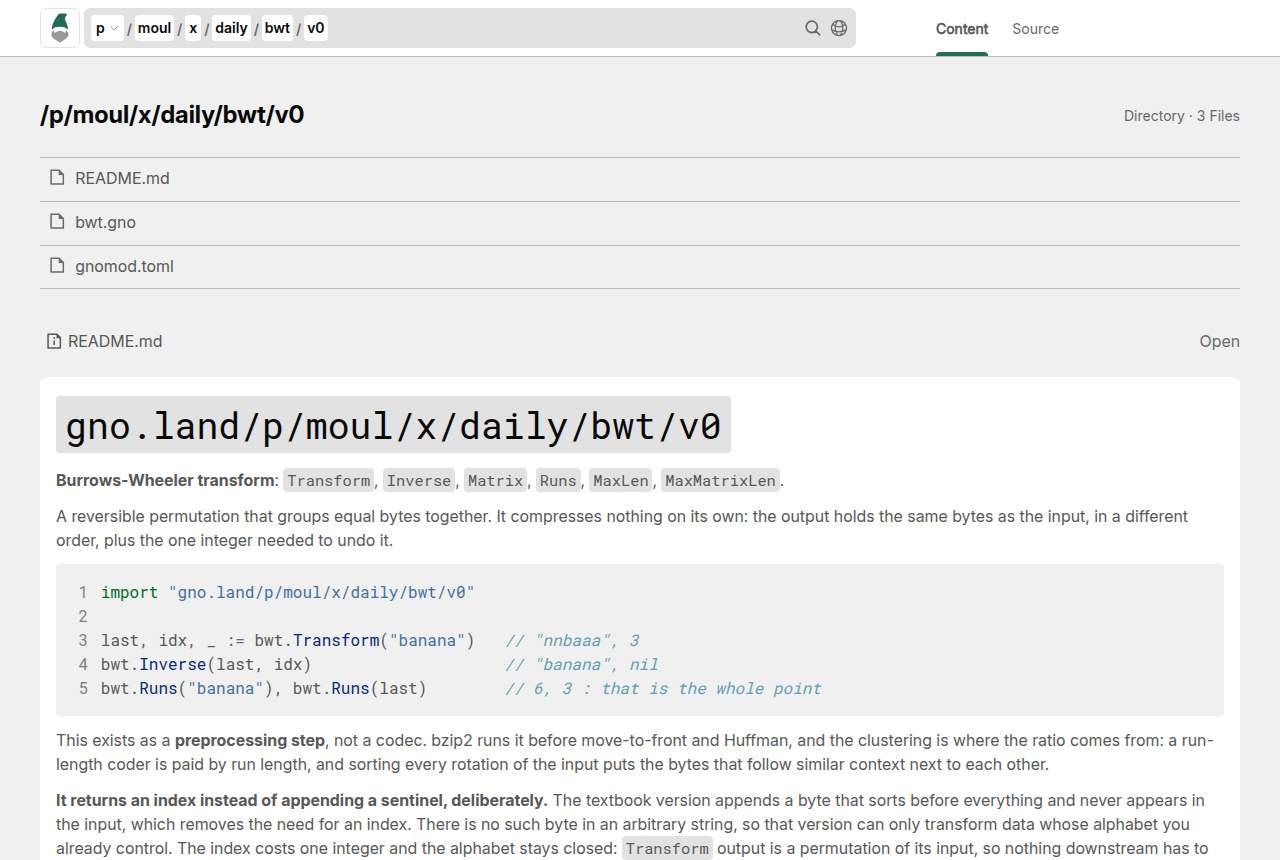 p / moul / x / daily / bwt / v0
Content
Source
/p/moul/x/daily/bwt/v0
Directory · 3 Files
README.md
bwt.gno
gnomod.toml
README.md
Open
gno.land/p/moul/x/daily/bwt/v0
Burrows-Wheeler transform: Transform, Inverse, Matrix, Runs, MaxLen, MaxMatrixLen.
A reversible permutation that groups equal bytes together. It compresses nothing on its own: the output holds the same bytes as the input, in a different
order, plus the one integer needed to undo it.
1 import "gno.land/p/moul/x/daily/bwt/v0"
2
3 last, idx, _ := bwt.Transform("banana") // "nnbaaa", 3
4 bwt.Inverse(last, idx) // "banana", nil
5 bwt.Runs("banana"), bwt.Runs(last) // 6, 3 : that is the whole point
This exists as a preprocessing step, not a codec. bzip2 runs it before move-to-front and Huffman, and the clustering is where the ratio comes from: a run-
length coder is paid by run length, and sorting every rotation of the input puts the bytes that follow similar context next to each other.
It returns an index instead of appending a sentinel, deliberately. The textbook version appends a byte that sorts before everything and never appears in
the input, which removes the need for an index. There is no such byte in an arbitrary string, so that version can only transform data whose alphabet you
already control. The index costs one integer and the alphabet stays closed: Transform output is a permutation of its input, so nothing downstream has to